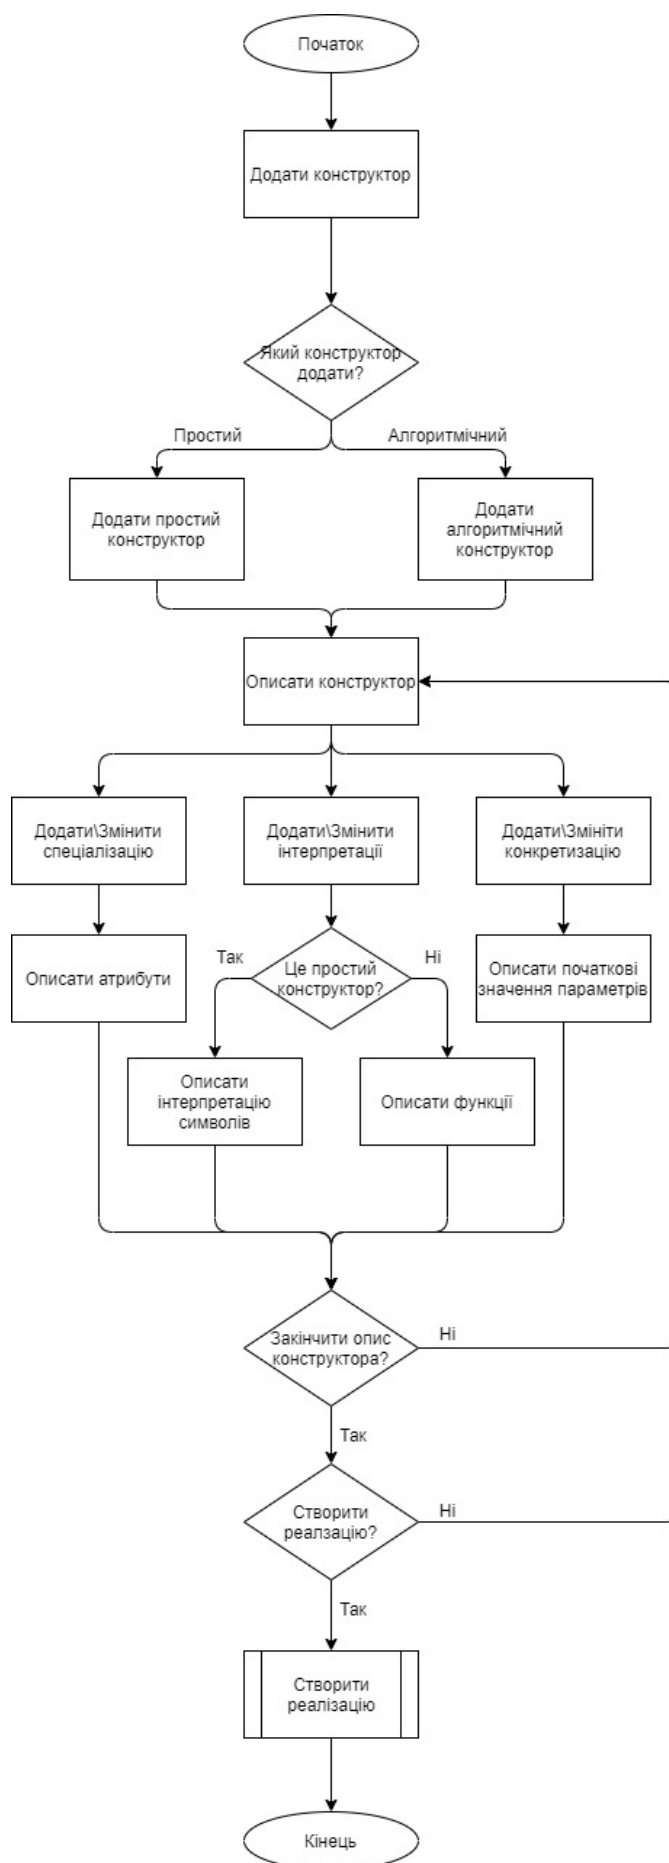 Початок
Додати конструктор
Який конструктор
додати?
Простий
Алгоритмічний
Додати простий
конструктор
Додати
алгоритмічний
конструктор
Описати конструктор
Додати\Змінити
спеціалізацію
Додати\Змінити
інтерпретації
Додати\Змініти
конкретизацію
Описати атрибути
Так
Це простий
конструктор?
Ні
Описати початкові
значення параметрів
Описати
інтерпретацію
символів
Описати функції
Закінчити опис
конструктора?
Ні
Так
Створити
реалзацію?
Ні
Так
Створити
реалізацію
Кінець